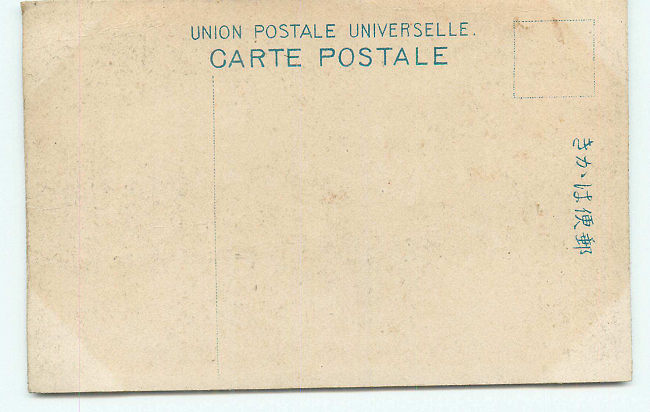 UNION POSTALE UNIVERSELLE.
CARTE POSTALE
郵便はかき